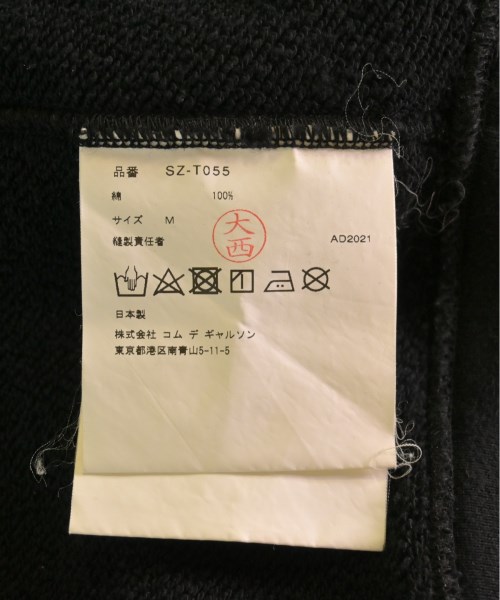 品番 SZ-T055
綿 100%
サイズ M
大西
縫製責任者 AD2021
日本製
株式会社 コム デ ギャルソン
東京都港区南青山5-11-5